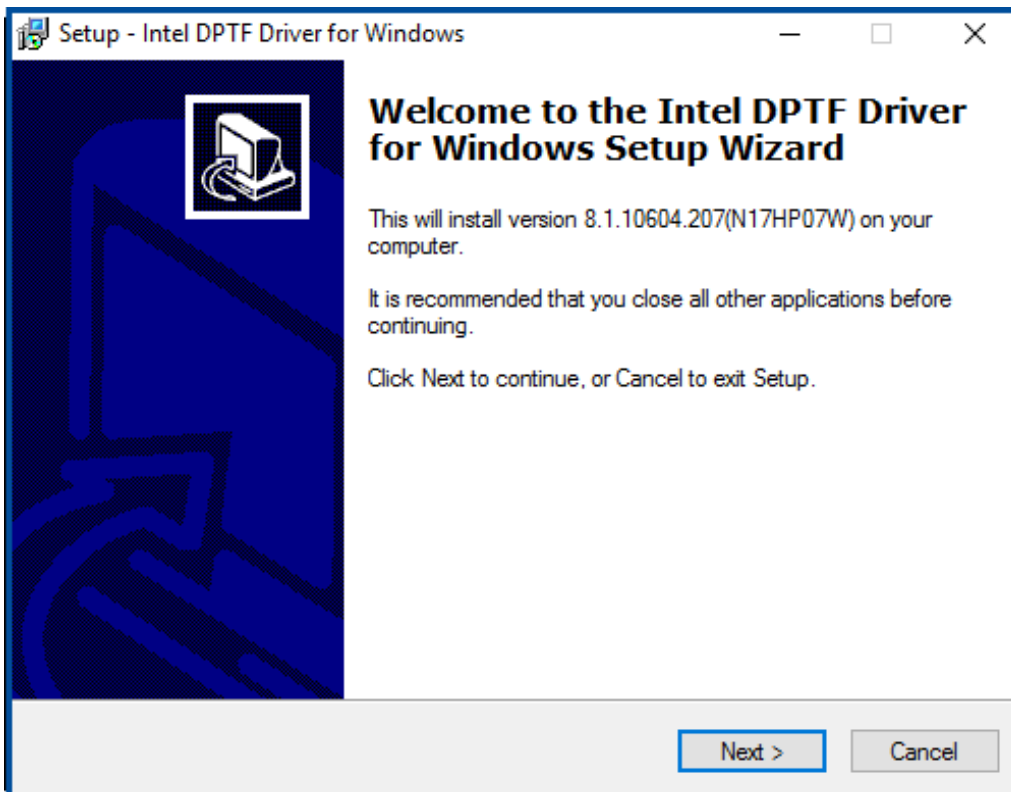 Setup - Intel DPTF Driver for Windows
Welcome to the Intel DPTF Driver
for Windows Setup Wizard
This will install version 8.1.10604.207(N17HP07W) on your
computer.
It is recommended that you close all other applications before
continuing.
Click Next to continue, or Cancel to exit Setup.
Next >
Cancel